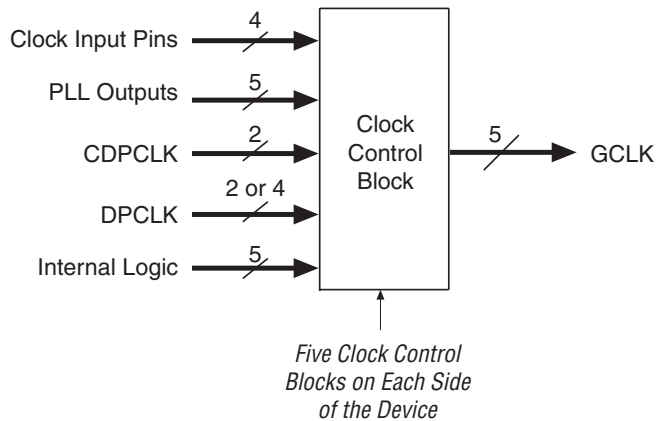 Clock Input Pins
4
PLL Outputs
5
CDPCLK
2
DPCLK
2 or 4
Internal Logic
5
Clock
Control
Block
5
GCLK
Five Clock Control
Blocks on Each Side
of the Device